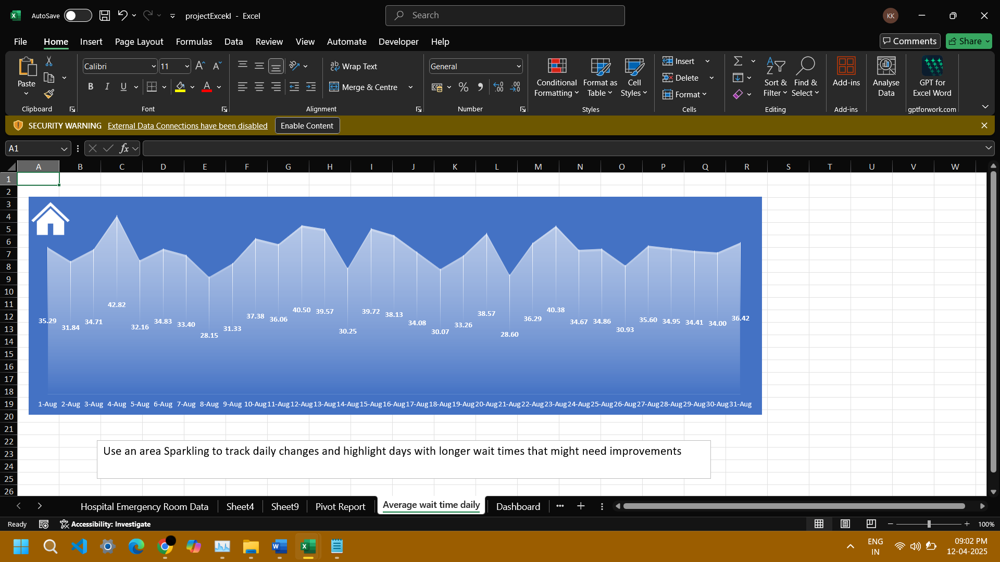 AutoSave
projectExcekl - Excel
Search
KK
File Home Insert Page Layout Formulas Data Review View Automate Developer Help
Comments Share
Paste
Clipboard
Calibri 11
B I U
Font
Wrap Text
Merge & Centre
Alignment
General
Number
Conditional Formatting
Format as Table
Cell Styles
Styles
Insert
Delete
Format
Cells
Sort & Filter
Find & Select
Editing
Add-ins
Add-ins
Analyse Data
GPT for Excel Word
gptforwork.com
SECURITY WARNING External Data Connections have been disabled Enable Content
A1
fx
A B C D E F G H I J K L M N O P Q R S T U V W
1
2
3
4
5
6
7
8
9
10
11
12
13
14
15
16
17
18
19
20
21
22
23
24
25
26
35.29 31.84 34.71 42.82 32.16 34.83 33.40 28.15 31.33 37.38 36.06 40.50 39.57 30.25 39.72 38.13 34.08 30.07 33.26 38.57 28.60 36.29 40.38 34.67 34.86 30.93 35.60 34.95 34.41 34.00 36.42
1-Aug 2-Aug 3-Aug 4-Aug 5-Aug 6-Aug 7-Aug 8-Aug 9-Aug 10-Aug 11-Aug 12-Aug 13-Aug 14-Aug 15-Aug 16-Aug 17-Aug 18-Aug 19-Aug 20-Aug 21-Aug 22-Aug 23-Aug 24-Aug 25-Aug 26-Aug 27-Aug 28-Aug 29-Aug 30-Aug 31-Aug
Use an area Sparkling to track daily changes and highlight days with longer wait times that might need improvements
Hospital Emergency Room Data Sheet4 Sheet9 Pivot Report Average wait time daily Dashboard
Ready Accessibility: Investigate 100%
ENG
IN
09:02 PM
12-04-2025